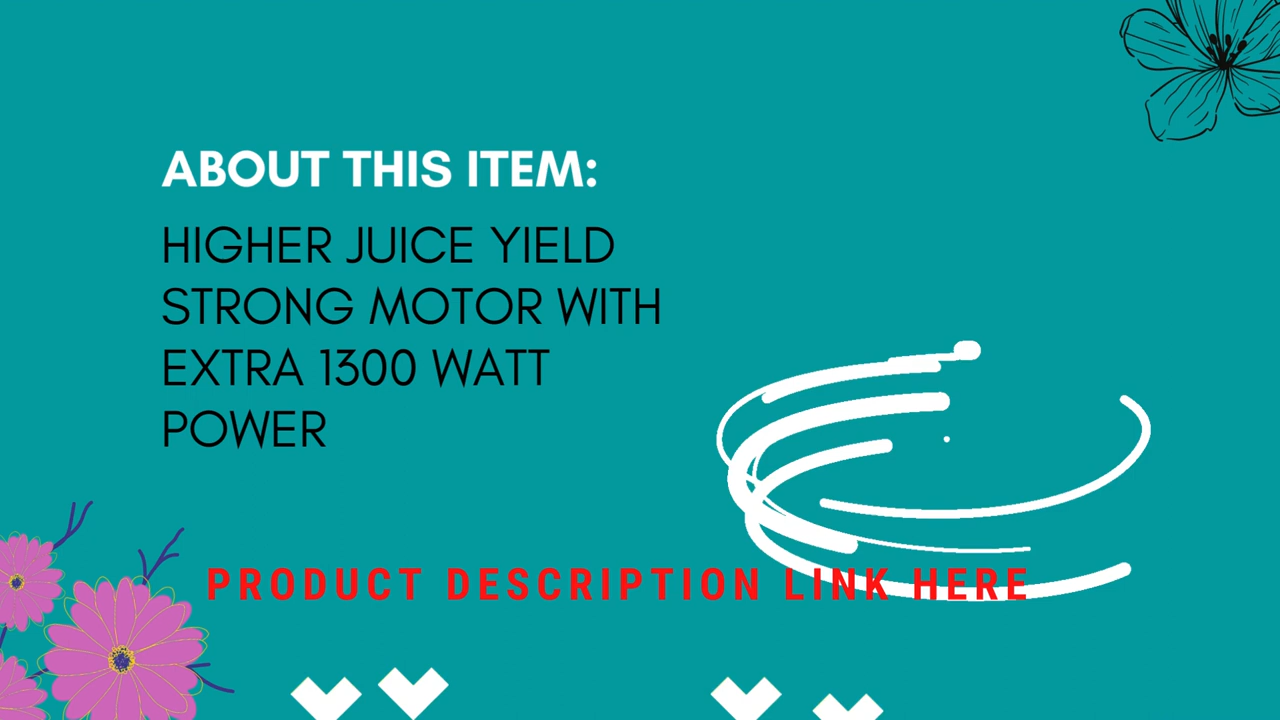 ABOUT THIS ITEM:
HIGHER JUICE YIELD
STRONG MOTOR WITH
EXTRA 1300 WATT
POWER
PRODUCT DESCRIPTION LINK HERE